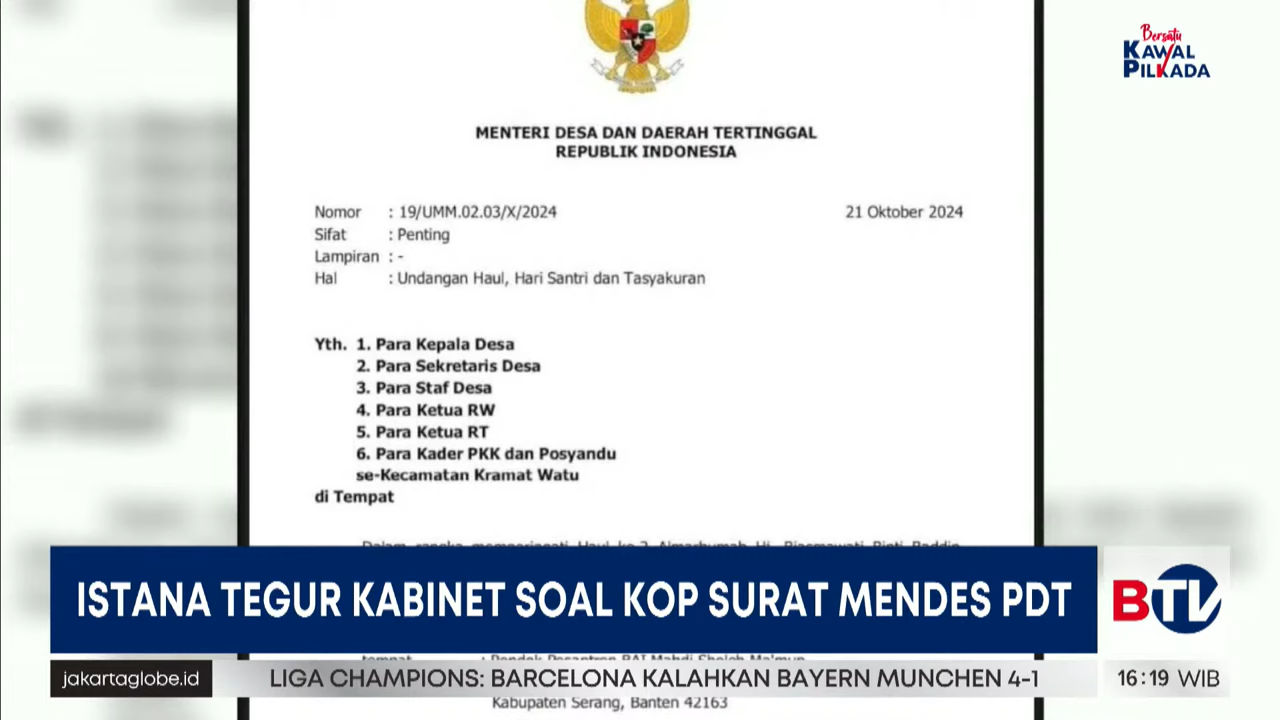 Bersatu
KAWAL
PILKADA
MENTERI DESA DAN DAERAH TERTINGGAL
REPUBLIK INDONESIA
Nomor : 19/UMM.02.03/X/2024 21 Oktober 2024
Sifat : Penting
Lampiran : -
Hal : Undangan Haul, Hari Santri dan Tasyakuran
Yth. 1. Para Kepala Desa
2. Para Sekretaris Desa
3. Para Staf Desa
4. Para Ketua RW
5. Para Ketua RT
6. Para Kader PKK dan Posyandu
se-Kecamatan Kramat Watu
di Tempat
ISTANA TEGUR KABINET SOAL KOP SURAT MENDES PDT
BTV
Kabupaten Serang, Banten 42163
jakartaglobe.id
LIGA CHAMPIONS: BARCELONA KALAHKAN BAYERN MUNCHEN 4-1
16:19 WIB